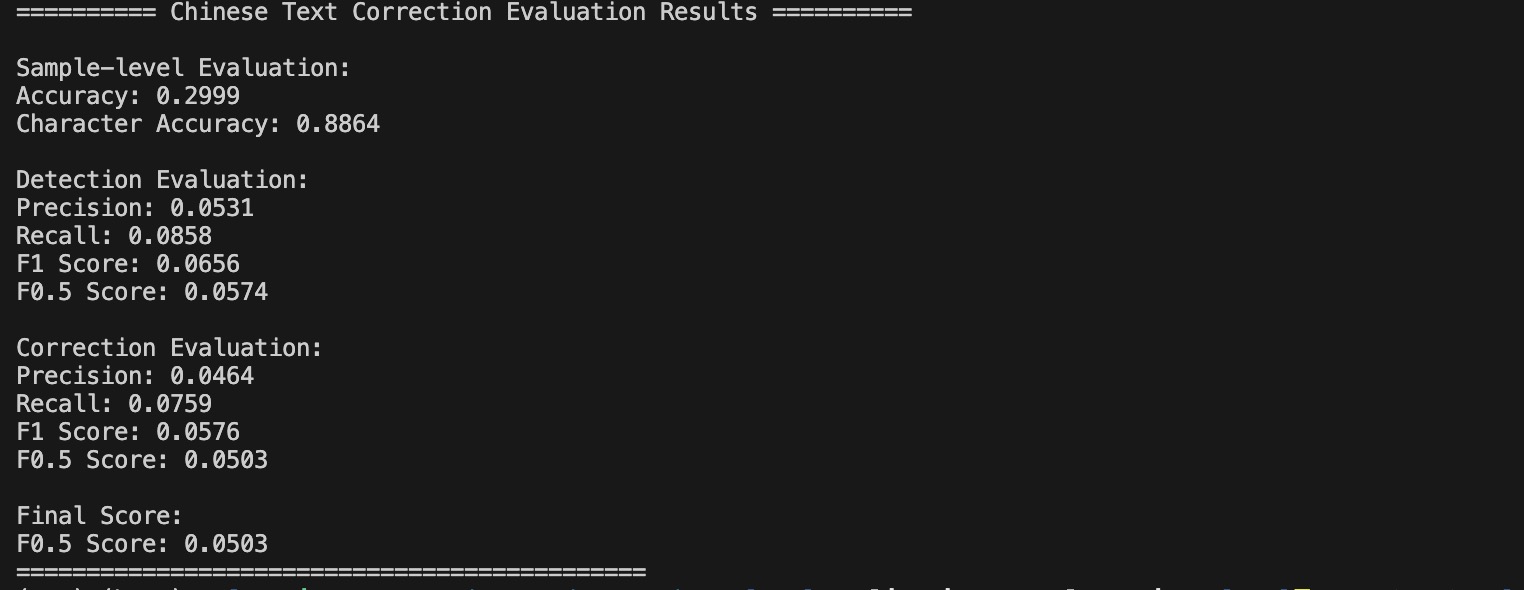 ========== Chinese Text Correction Evaluation Results ==========
Sample-level Evaluation:
Accuracy: 0.2999
Character Accuracy: 0.8864
Detection Evaluation:
Precision: 0.0531
Recall: 0.0858
F1 Score: 0.0656
F0.5 Score: 0.0574
Correction Evaluation:
Precision: 0.0464
Recall: 0.0759
F1 Score: 0.0576
F0.5 Score: 0.0503
Final Score:
F0.5 Score: 0.0503
=============================================